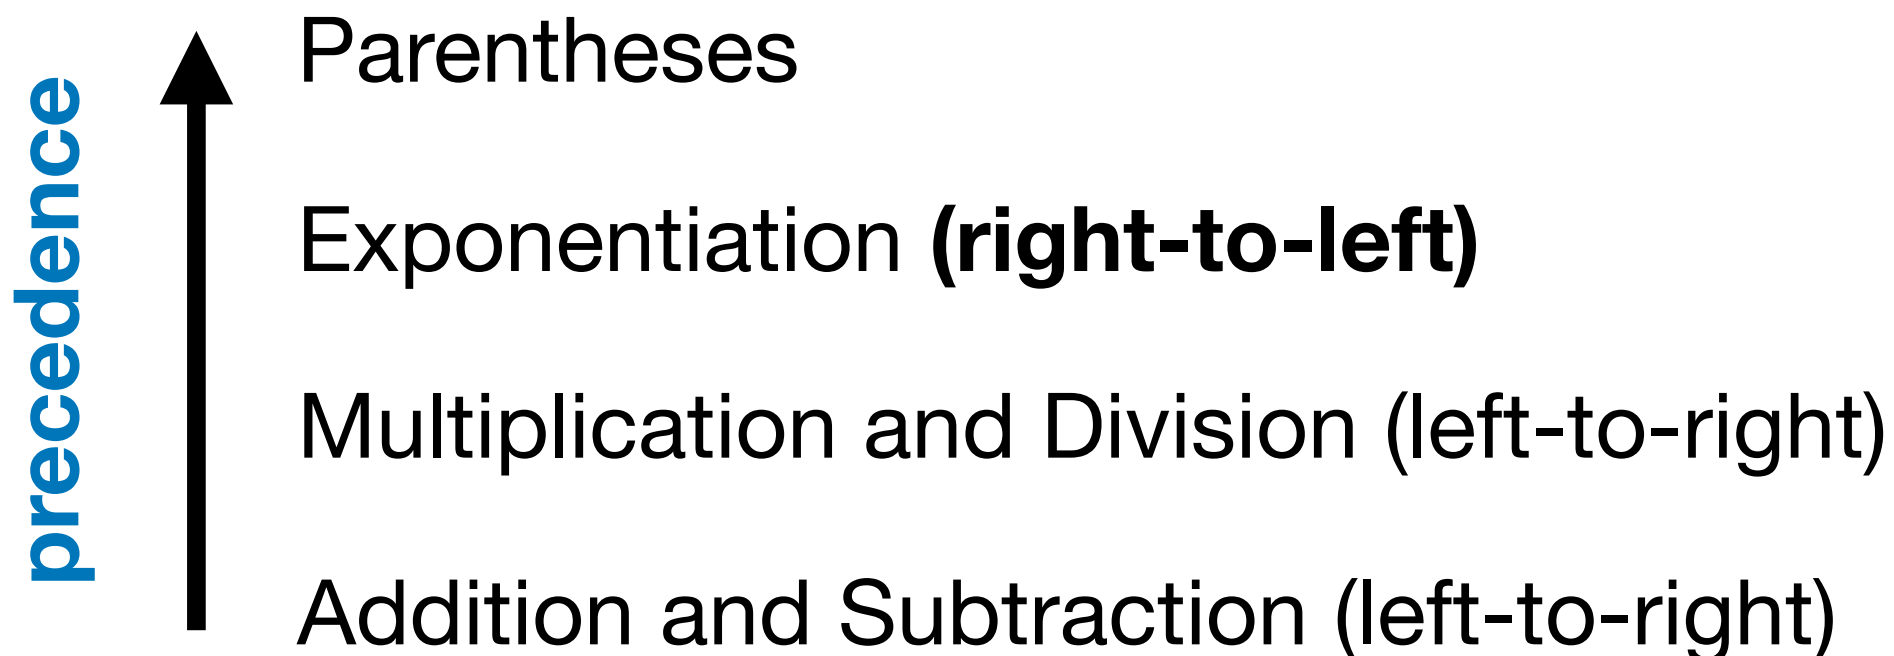 precedence
Parentheses
Exponentiation (right-to-left)
Multiplication and Division (left-to-right)
Addition and Subtraction (left-to-right)